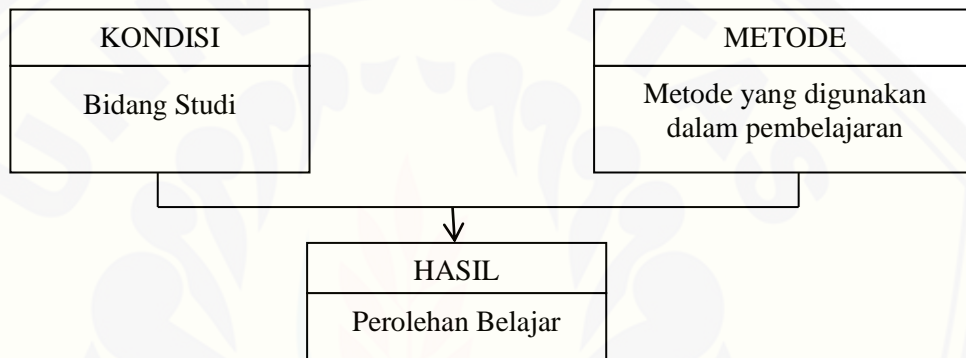 KONDISI
Bidang Studi
METODE
Metode yang digunakan
dalam pembelajaran
HASIL
Perolehan Belajar